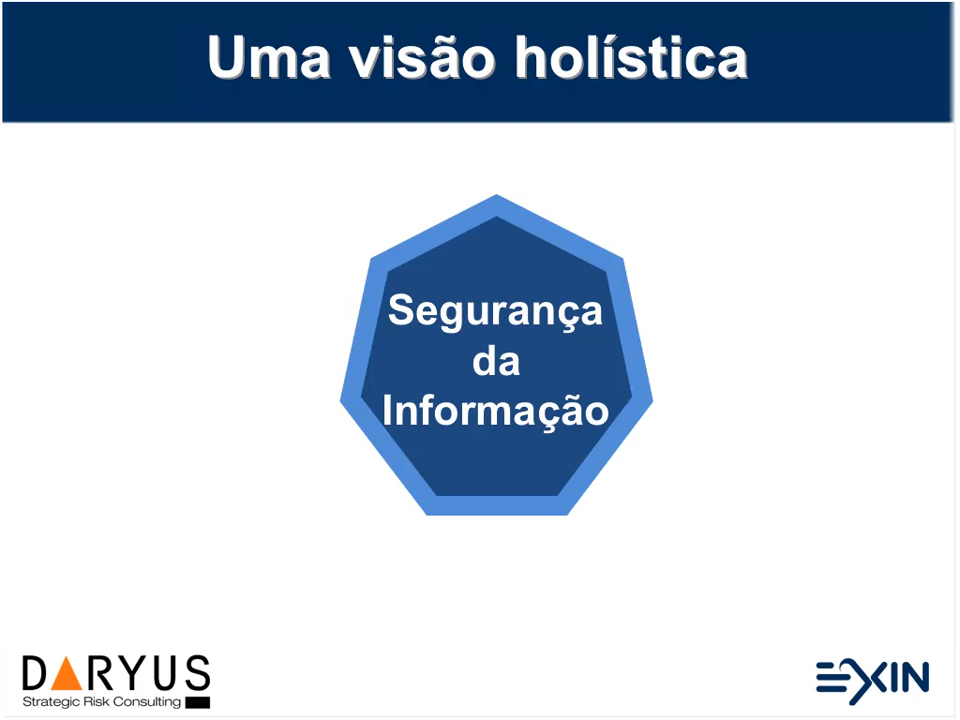 Uma visão holística
Segurança
da
Informação
DARYUS
Strategic Risk Consulting
EXIN